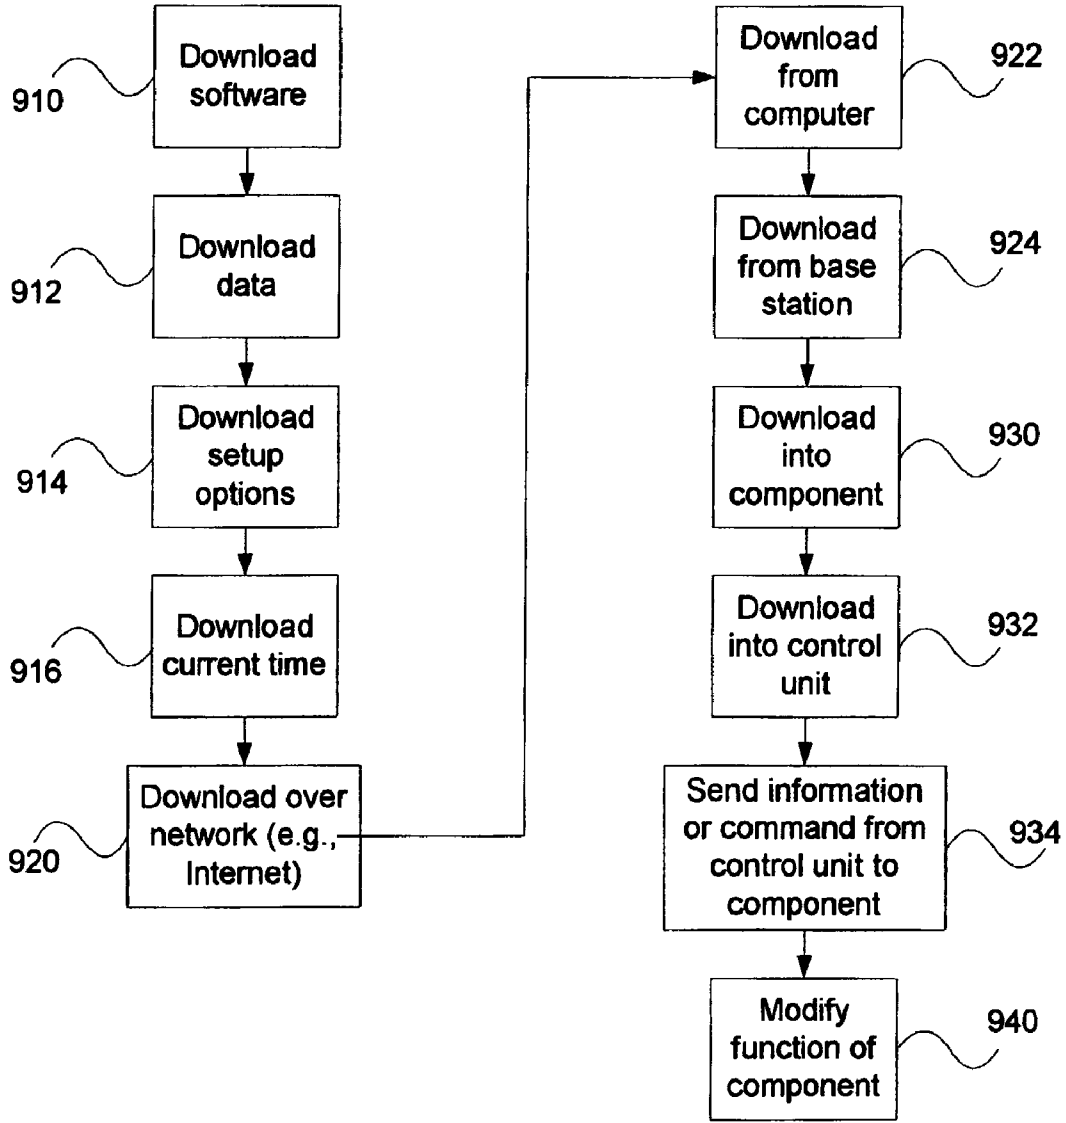 910
Download
software
912
Download
data
914
Download
setup
options
916
Download
current time
920
Download over
network (e.g.,
Internet)
Download
from
computer
922
Download
from base
station
924
Download
into
component
930
Download
into control
unit
932
Send information
or command from
control unit to
component
934
Modify
function of
component
940